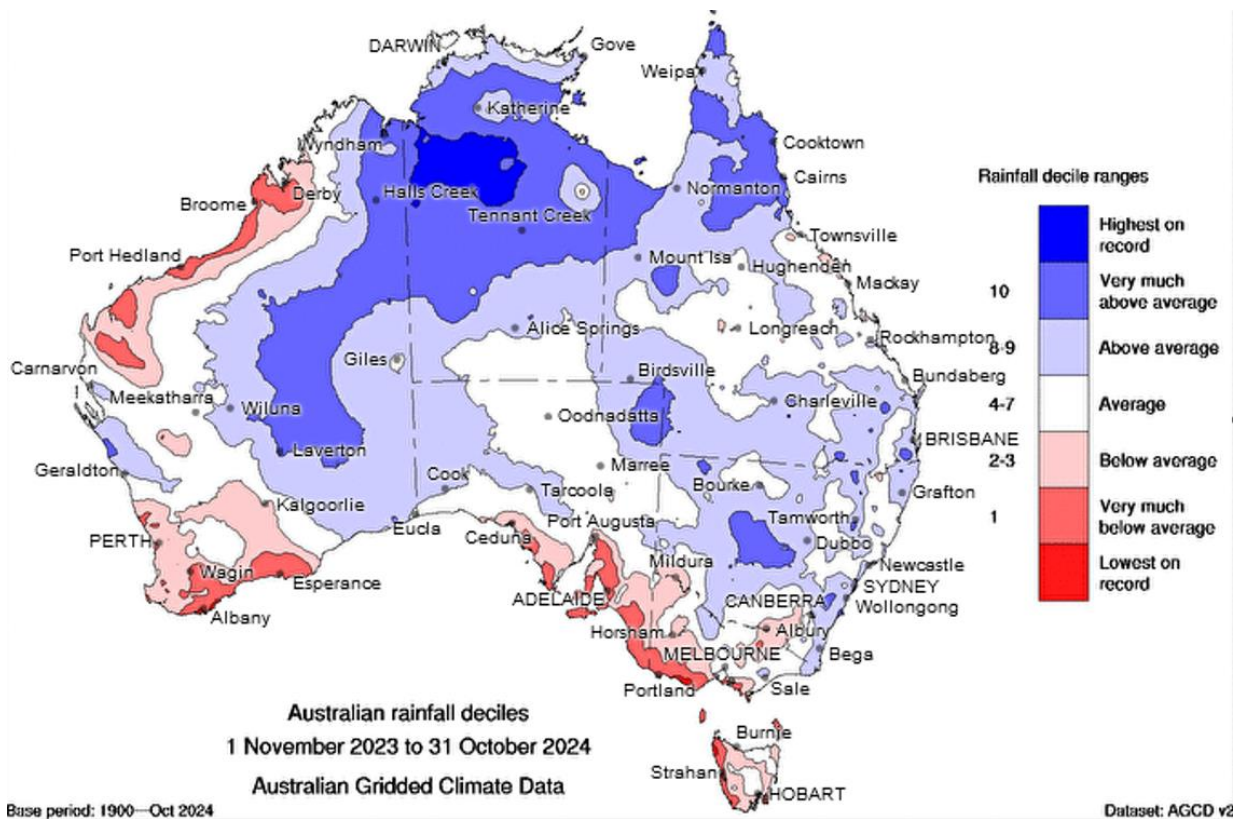 DARWIN
Gove
Weipa
Katherine
Wyndham
Cooktown
Cairns
Derby
Halls Creek
Normanton
Broome
Tennant Creek
Townsville
Port Hedland
Mount Isa
Hughenden
Mackay
Alice Springs
Longreach
Rockhampton
Giles
Carnarvon
Birdsville
Bundaberg
Meekatharra
Wiluna
Oodnadatta
Charleville
BRISBANE
Laverton
Marree
Geraldton
Cook
Bourke
Tarcoola
Grafton
Kalgoorlie
Eucla
Port Augusta
Tamworth
PERTH
Ceduna
Dubbo
Mildura
Newcastle
Wagin
Esperance
SYDNEY
ADELAIDE
CANBERRA
Wollongong
Albany
Horsham
Albury
MELBOURNE
Bega
Portland
Sale
Burnie
Strahan
HOBART
Rainfall decile ranges
Highest on
record
10
Very much
above average
8-9
Above average
4-7
Average
2-3
Below average
1
Very much
below average
Lowest on
record
Australian rainfall deciles
1 November 2023 to 31 October 2024
Australian Gridded Climate Data
Base period: 1900—Oct 2024
Dataset: AGCD v2